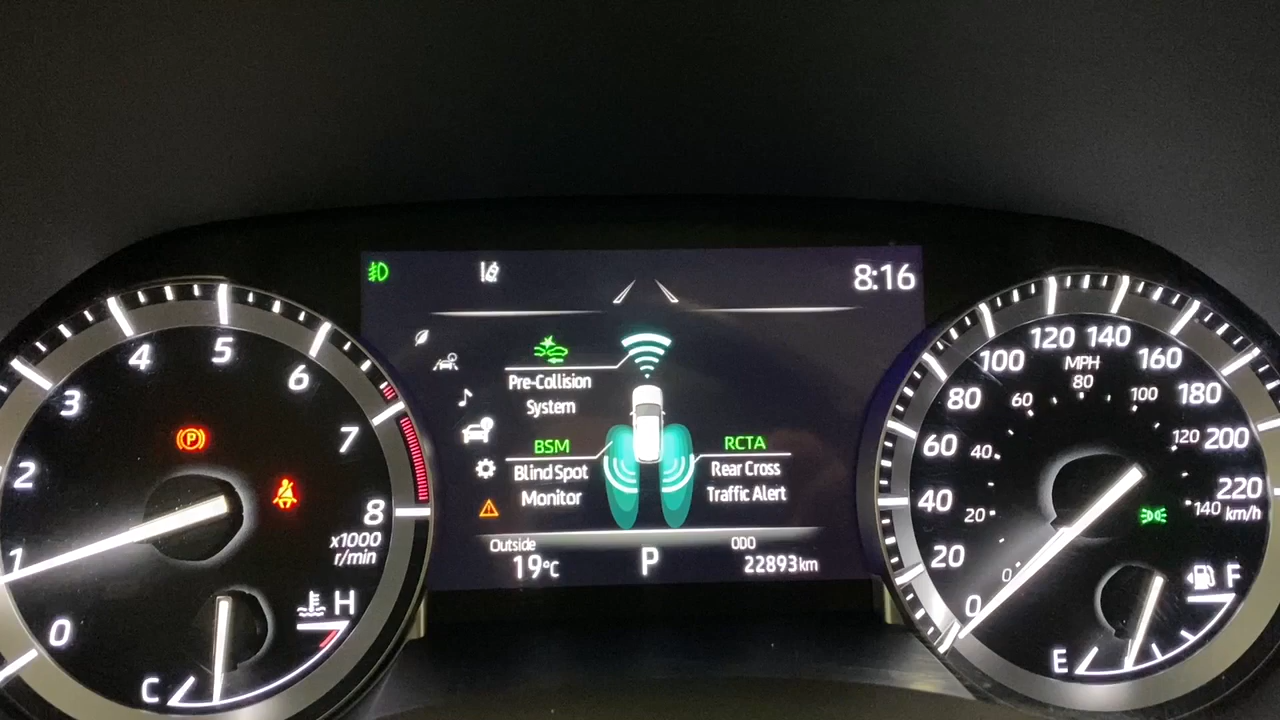 8:16
Pre-Collision
System
BSM
Blind Spot
Monitor
RCTA
Rear Cross
Traffic Alert
Outside
19°C
P
ODO
22893km
0
1
2
3
4
5
6
7
8
x1000
r/min
P
C
H
0
20
40
60
80
100
120
140
160
180
200
220
km/h
MPH
0
20
40
60
80
100
120
140
E
F